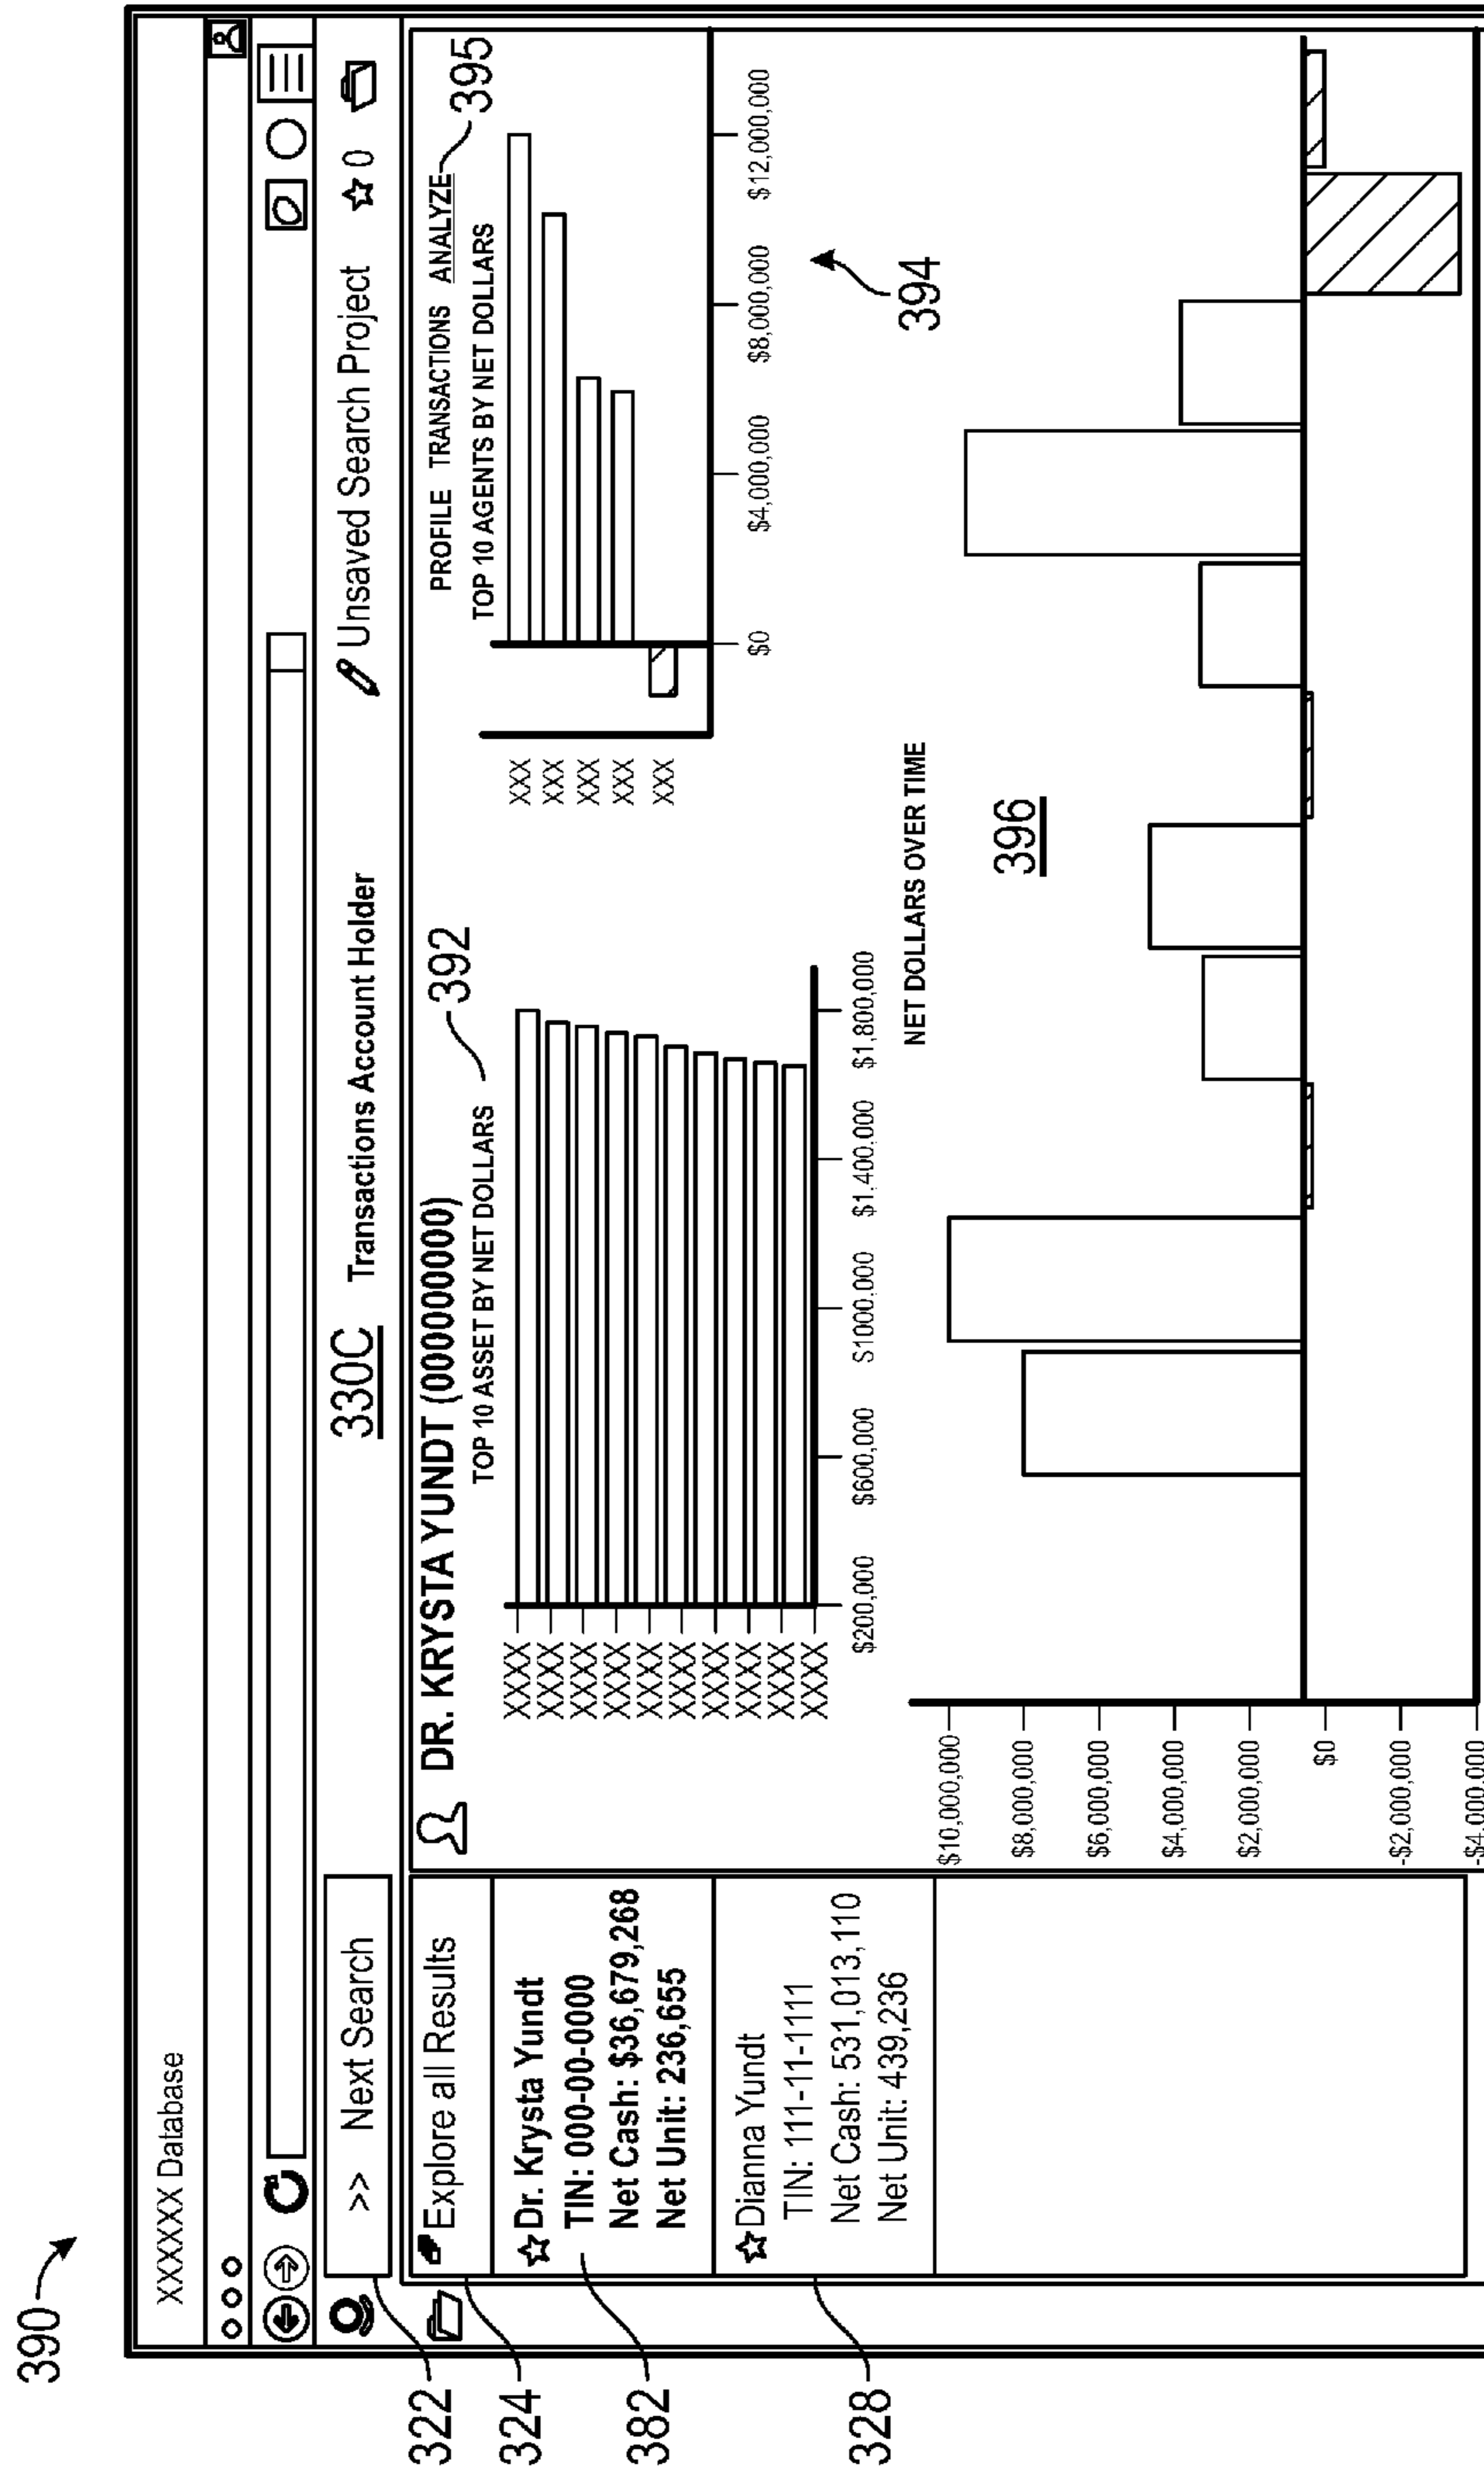 390
XXXXXX Database
>> Next Search
330C
Transactions Account Holder
Unsaved Search Project
0
322
Explore all Results
324
Dr. Krysta Yundt
TIN: 000-00-0000
Net Cash: $36,679,268
Net Unit: 236,655
382
Dianna Yundt
TIN: 111-11-1111
Net Cash: 531,013,110
Net Unit: 439,236
328
DR. KRYSTA YUNDT (00000000)
PROFILE TRANSACTIONS ANALYZE
395
TOP 10 ASSET BY NET DOLLARS
392
XXXX
XXXX
XXXX
XXXX
XXXX
XXXX
XXXX
XXXX
XXXX
XXXX
$200,000 $600,000 S1000.000 $1.400.000 $1,800,000
TOP 10 AGENTS BY NET DOLLARS
XXX
XXX
XXX
XXX
XXX
$0 $4,000,000 $8,000,000 $12,000,000
394
NET DOLLARS OVER TIME
396
$10,000,000
$8,000,000
$6,000,000
$4,000,000
$2,000,000
$0
-$2,000,000
-$4,000,000